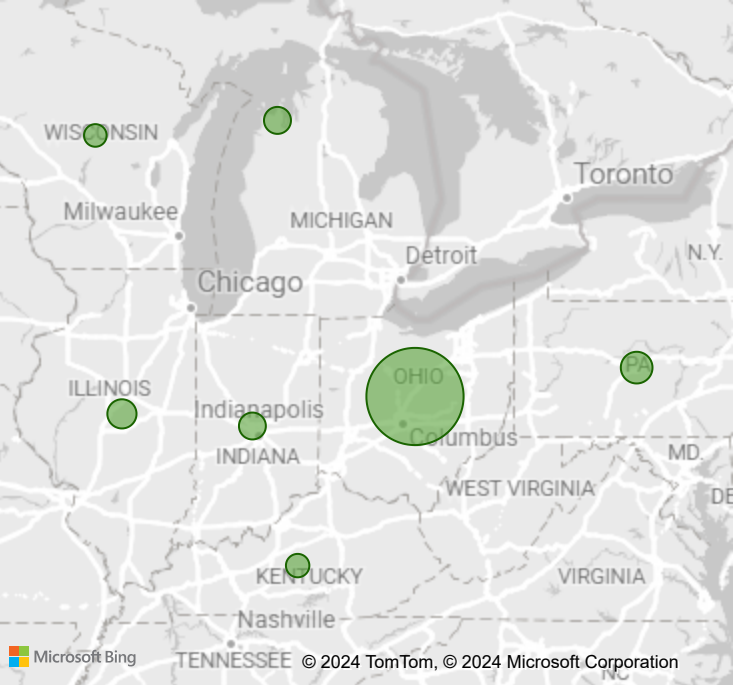 WISCONSIN
Toronto
Milwaukee
MICHIGAN
N.Y.
Detroit
Chicago
PA
OHIO
ILLINOIS
Indianapolis
Columbus
INDIANA
MD.
WEST VIRGINIA
DE
KENTUCKY
VIRGINIA
Nashville
Microsoft Bing
TENNESSEE
© 2024 TomTom, © 2024 Microsoft Corporation
NC